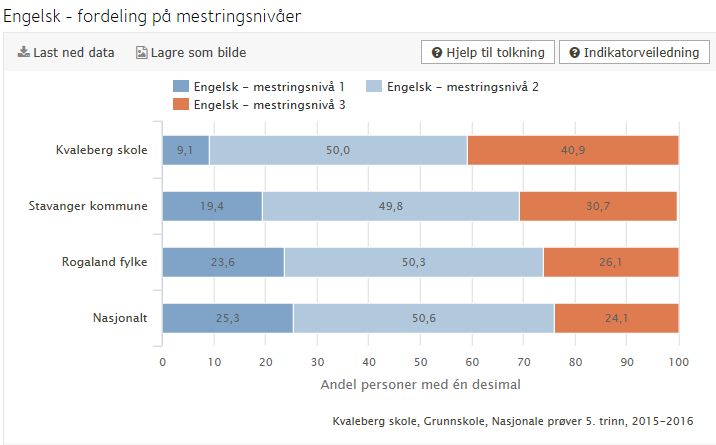 Engelsk - fordeling på mestringsnivåer
Last ned data Lagre som bilde Hjelp til tolkning Indikatorveiledning
Engelsk - mestringsnivå 1 Engelsk - mestringsnivå 2
Engelsk - mestringsnivå 3
Kvaleberg skole 9,1 50,0 40,9
Stavanger kommune 19,4 49,8 30,7
Rogaland fylke 23,6 50,3 26,1
Nasjonalt 25,3 50,6 24,1
0 10 20 30 40 50 60 70 80 90 100
Andel personer med én desimal
Kvaleberg skole, Grunnskole, Nasjonale prøver 5. trinn, 2015-2016